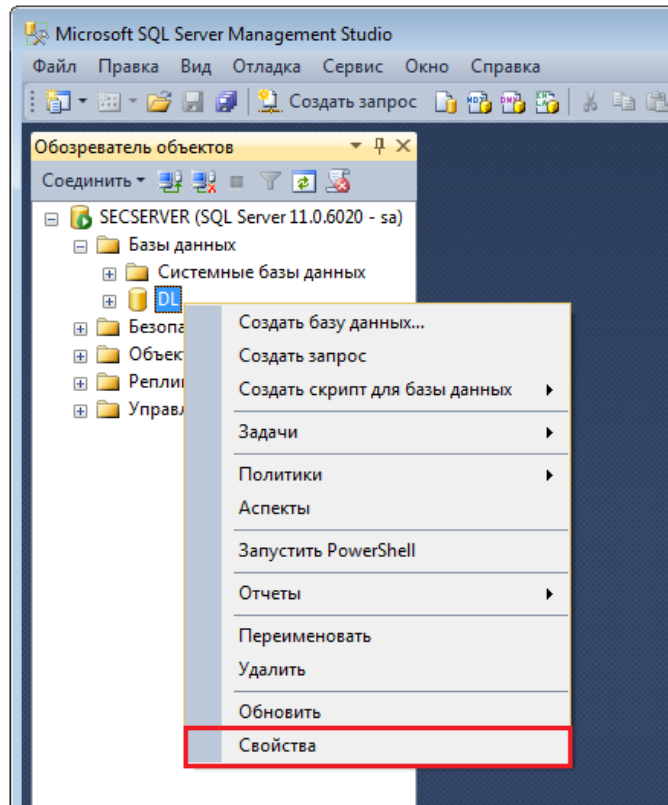 Microsoft SQL Server Management Studio
Файл Правка Вид Отладка Сервис Окно Справка
Создать запрос
Обозреватель объектов
Соединить
SECSERVER (SQL Server 11.0.6020 - sa)
Базы данных
Системные базы данных
DL
Безопа
Объек
Репли
Управл
Создать базу данных...
Создать запрос
Создать скрипт для базы данных
Задачи
Политики
Аспекты
Запустить PowerShell
Отчеты
Переименовать
Удалить
Обновить
Свойства